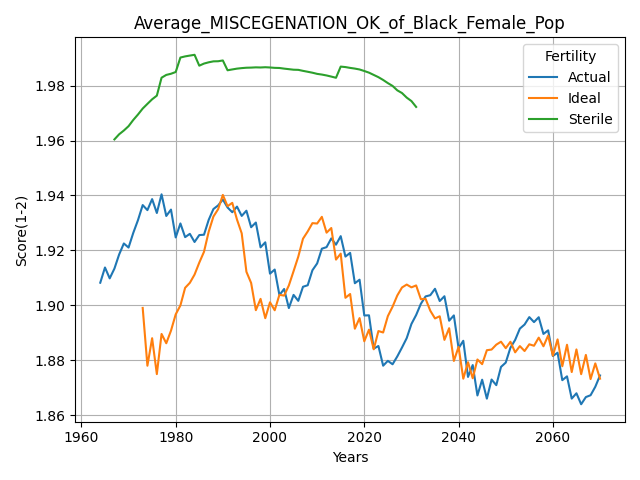 Average_MISCEGENATION_OK_of_Black_Female_Pop
Fertility
Actual
Ideal
Sterile
Score(1-2)
1.98
1.96
1.94
1.92
1.90
1.88
1.86
1960 1980 2000 2020 2040 2060
Years